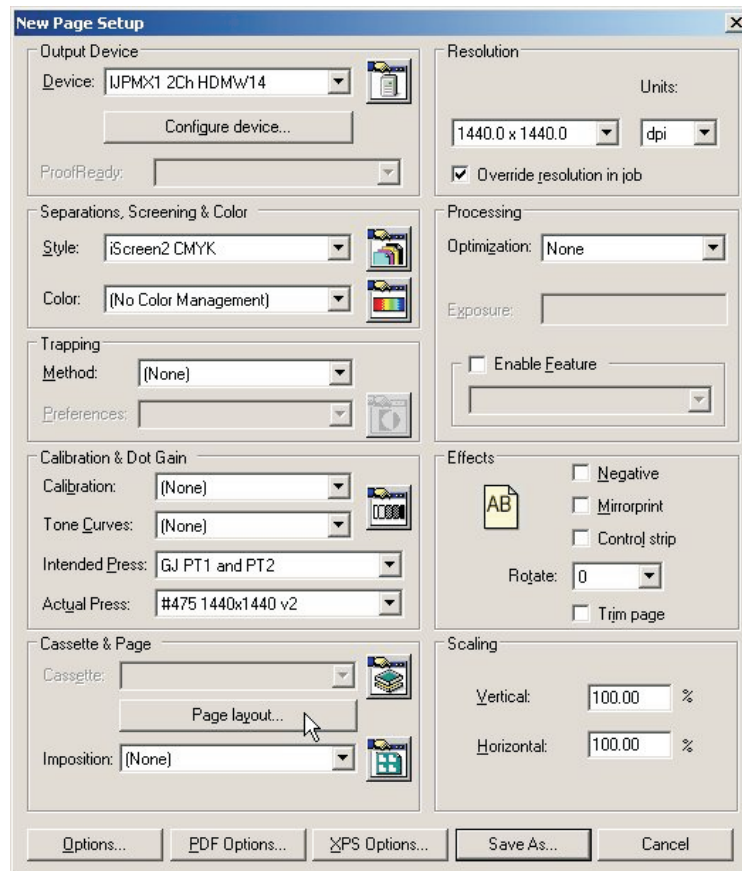 New Page Setup
Output Device
Device: IJPMX1 2Ch HDMW14
Configure device...
ProofReady:
Resolution
Units:
1440.0 x 1440.0 dpi
Override resolution in job
Separations, Screening & Color
Style: iScreen2 CMYK
Color: (No Color Management)
Processing
Optimization: None
Exposure:
Enable Feature
Trapping
Method: (None)
Preferences:
Calibration & Dot Gain
Calibration: (None)
Tone Curves: (None)
Intended Press: GJ PT1 and PT2
Actual Press: #475 1440x1440 v2
Effects
AB
Negative
Mirrorprint
Control strip
Rotate: 0
Trim page
Cassette & Page
Cassette:
Page layout...
Imposition: (None)
Scaling
Vertical: 100.00 %
Horizontal: 100.00 %
Options... PDF Options... XPS Options... Save As... Cancel